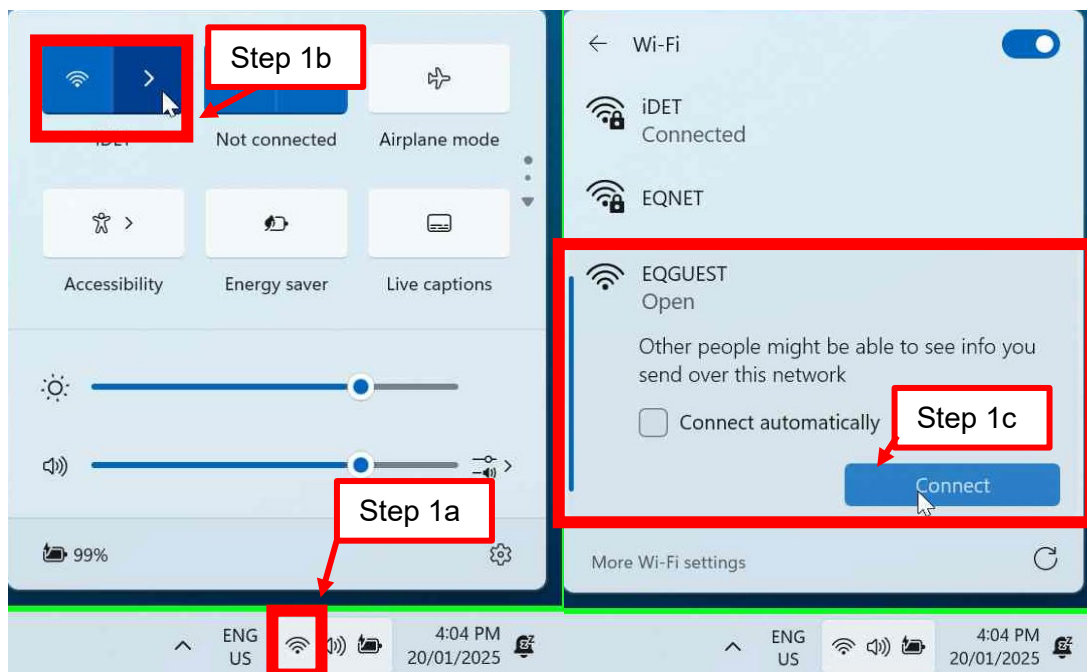 Step 1b
iDET
Not connected
Airplane mode
Accessibility
Energy saver
Live captions
Step 1a
99%
ENG
US
4:04 PM
20/01/2025
Wi-Fi
iDET
Connected
EQNET
EQGUEST
Open
Other people might be able to see info you
send over this network
Connect automatically
Step 1c
Connect
More Wi-Fi settings
ENG
US
4:04 PM
20/01/2025